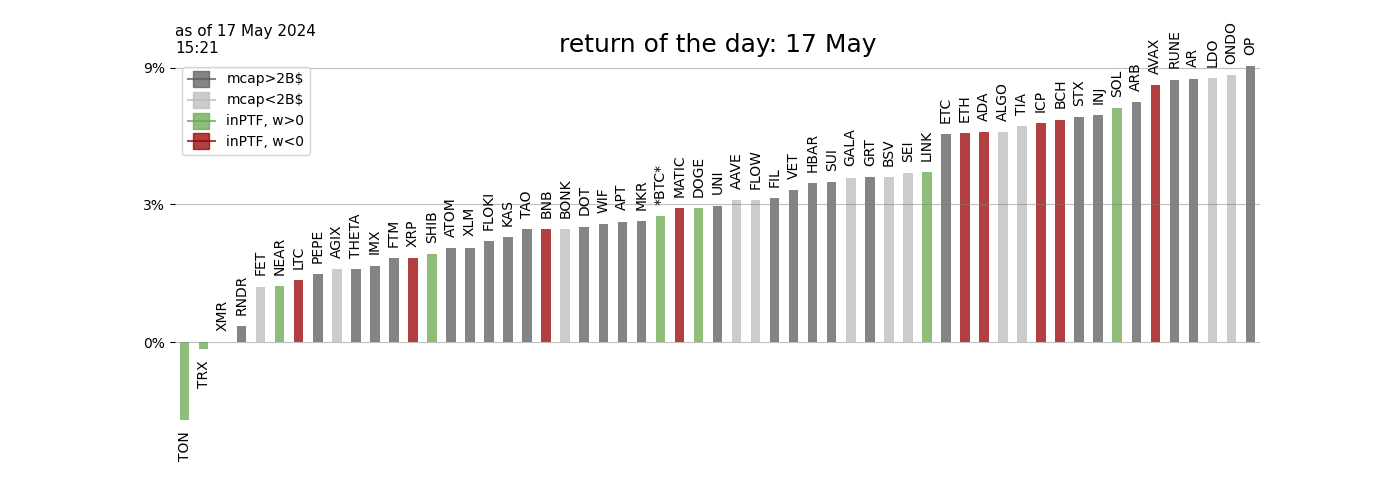 as of 17 May 2024
15:21
return of the day: 17 May
9%
3%
0%
mcap>2B$
mcap<2B$
inPTF, w>0
inPTF, w<0
TON
TRX
XMR
RNDR
FET
NEAR
LTC
PEPE
AGIX
THETA
IMX
FTM
XRP
SHIB
ATOM
XLM
FLOKI
KAS
TAO
BNB
BONK
DOT
WIF
APT
MKR
*BTC*
MATIC
DOGE
UNI
AAVE
FLOW
FIL
VET
HBAR
SUI
GALA
GRT
BSV
SEI
LINK
ETC
ETH
ADA
ALGO
TIA
ICP
BCH
STX
INJ
SOL
ARB
AVAX
RUNE
AR
LDO
ONDO
OP